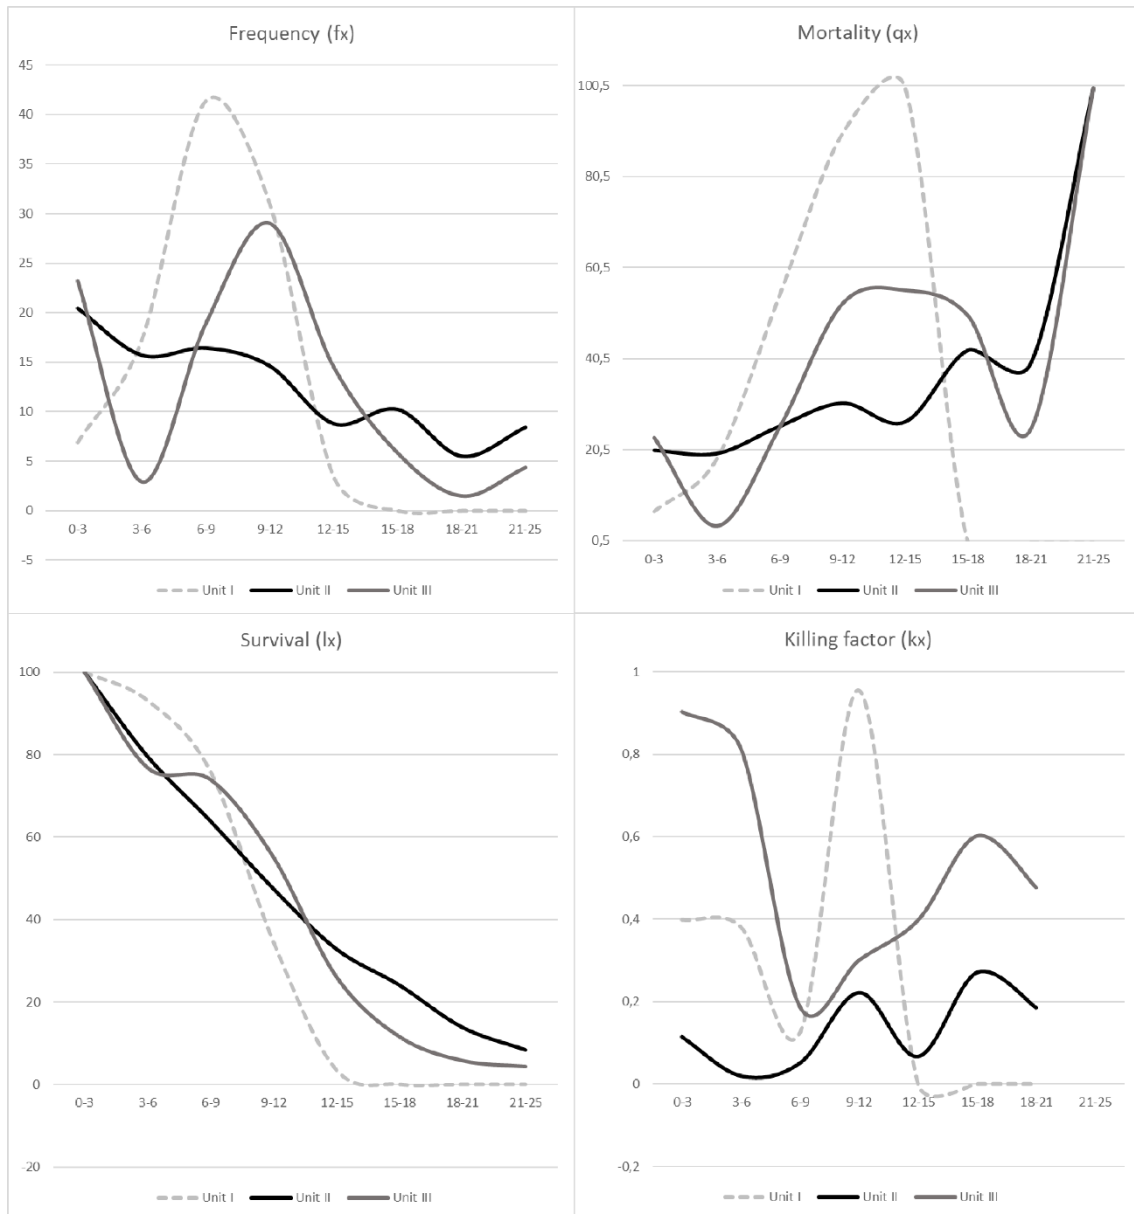 Frequency (fx)
45
40
35
30
25
20
15
10
5
0
-5
0-3 3-6 6-9 9-12 12-15 15-18 18-21 21-25
Unit I Unit II Unit III
Mortality (qx)
100,5
80,5
60,5
40,5
20,5
0,5
0-3 3-6 6-9 9-12 12-15 15-18 18-21 21-25
Unit I Unit II Unit III
Survival (lx)
100
80
60
40
20
0
-20
0-3 3-6 6-9 9-12 12-15 15-18 18-21 21-25
Unit I Unit II Unit III
Killing factor (kx)
1
0,8
0,6
0,4
0,2
0
-0,2
0-3 3-6 6-9 9-12 12-15 15-18 18-21 21-25
Unit I Unit II Unit III